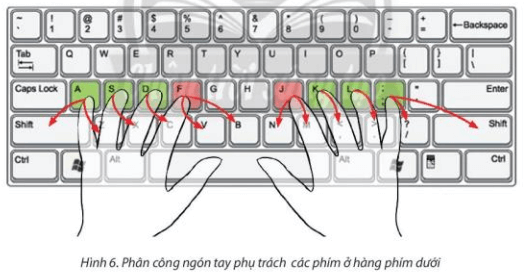 ~ ` ! 1 @ 2 # 3 $ 4 % 5 ^ 6 & 7 * 8 ( 9 ) 0 _ - + = ←Backspace
Tab Q W E R T Y U I O P { [ } ] | \
Caps Lock A S D F G H J K L : ; Enter
Shift Z X C V B N M ? / Shift
Ctrl Alt Alt Ctrl
Hình 6. Phân công ngón tay phụ trách các phím ở hàng phím dưới